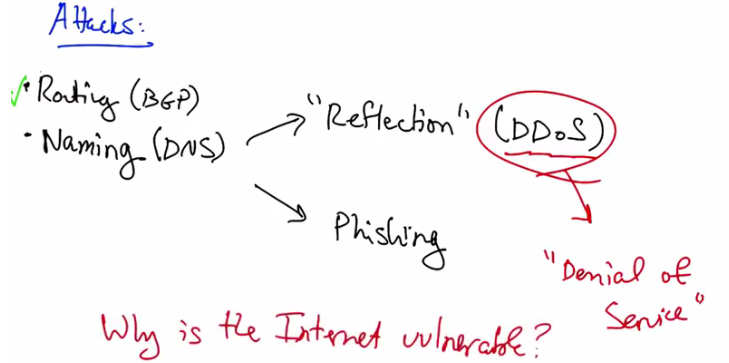 Attacks:
• Routing (BGP)
• Naming (DNS)
"Reflection" (DDoS)
Phishing
"Denial of
Service"
Why is the Internet vulnerable?